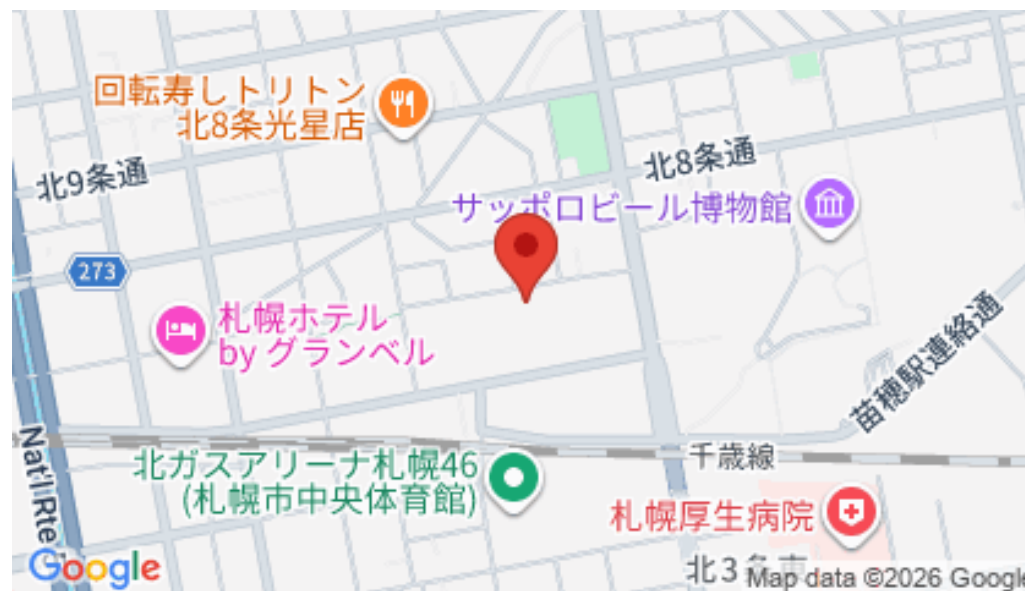 回転寿しトリトン
北8条光星店
北9条通
北8条通
サッポロビール博物館
273
札幌ホテル
by グランベル
苗穂駅連絡通
Nat'l Rte
千歳線
北ガスアリーナ札幌46
(札幌市中央体育館)
札幌厚生病院
北3条東
Google
Map data ©2026 Google